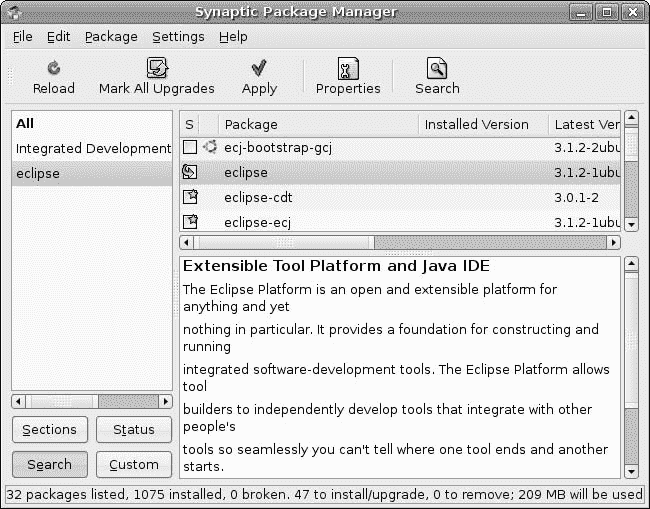 Synaptic Package Manager
File Edit Package Settings Help
Reload Mark All Upgrades Apply Properties Search
All
Integrated Development
eclipse
S Package Installed Version Latest Ver
ecj-bootstrap-gcj 3.1.2-2ubu
eclipse 3.1.2-1ubu
eclipse-cdt 3.0.1-2
eclipse-ecj 3.1.2-1ubu
Extensible Tool Platform and Java IDE
The Eclipse Platform is an open and extensible platform for
anything and yet
nothing in particular. It provides a foundation for constructing and
running
integrated software-development tools. The Eclipse Platform allows
tool
builders to independently develop tools that integrate with other
people's
tools so seamlessly you can't tell where one tool ends and another
starts.
Sections Status
Search Custom
32 packages listed, 1075 installed, 0 broken. 47 to install/upgrade, 0 to remove; 209 MB will be used